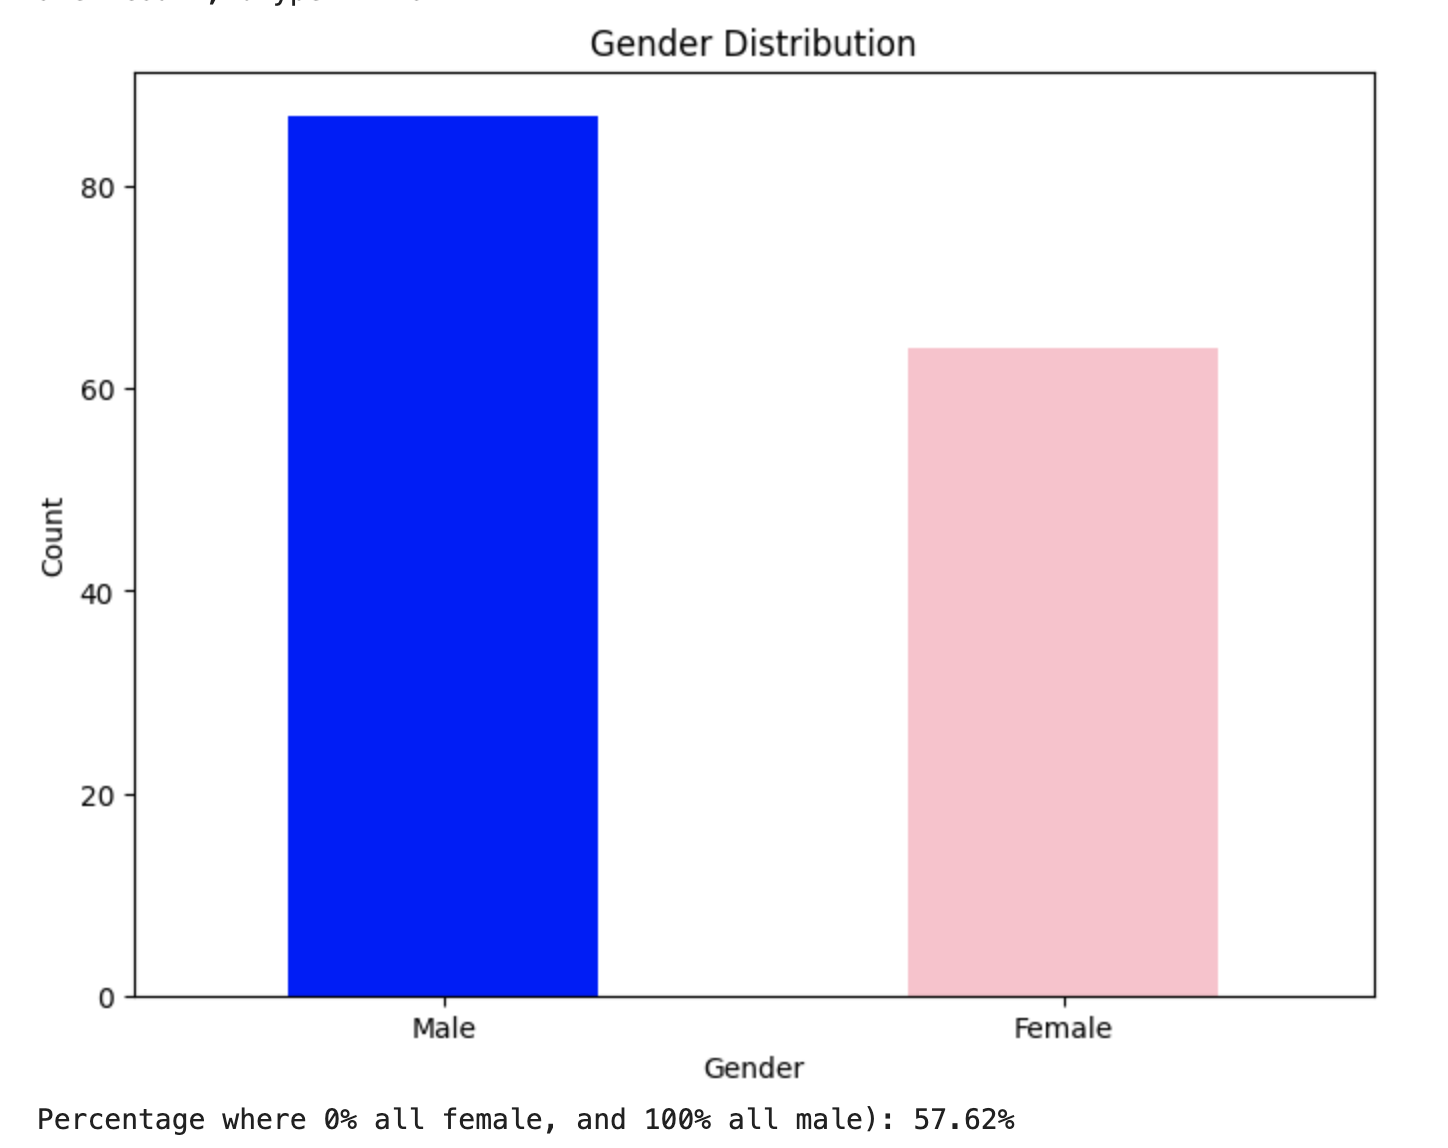 Gender Distribution
80
60
40
20
0
Count
Male Female
Gender
Percentage where 0% all female, and 100% all male): 57.62%